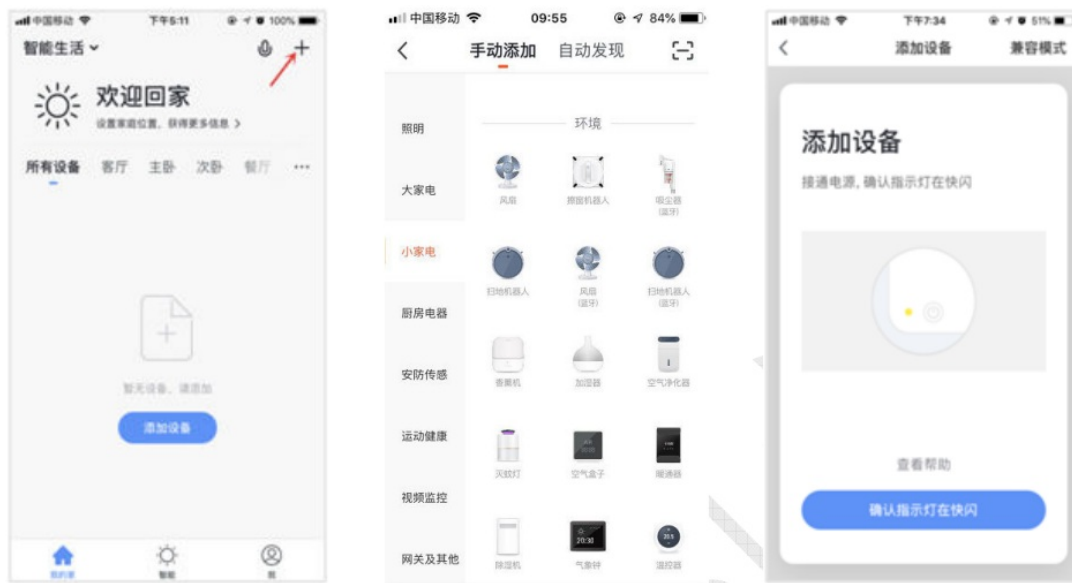 中国移动 下午5:11 100%
智能生活
欢迎回家
设置家庭位置，获得更多信息 >
所有设备 客厅 主卧 次卧 餐厅 ...
暂无设备，请添加
添加设备
我的家 智能 我
中国移动 09:55 84%
手动添加 自动发现
照明
大家电
小家电
厨房电器
安防传感
运动健康
视频监控
网关及其他
环境
风扇 擦窗机器人 吸尘器
(蓝牙)
扫地机器人 风扇 扫地机器人
(蓝牙) (蓝牙)
香薰机 加湿器 空气净化器
灭蚊灯 空气盒子 暖通器
除湿机 气象钟 温控器
20:30
中国移动 下午7:34 51%
添加设备 兼容模式
添加设备
接通电源，确认指示灯在快闪
查看帮助
确认指示灯在快闪